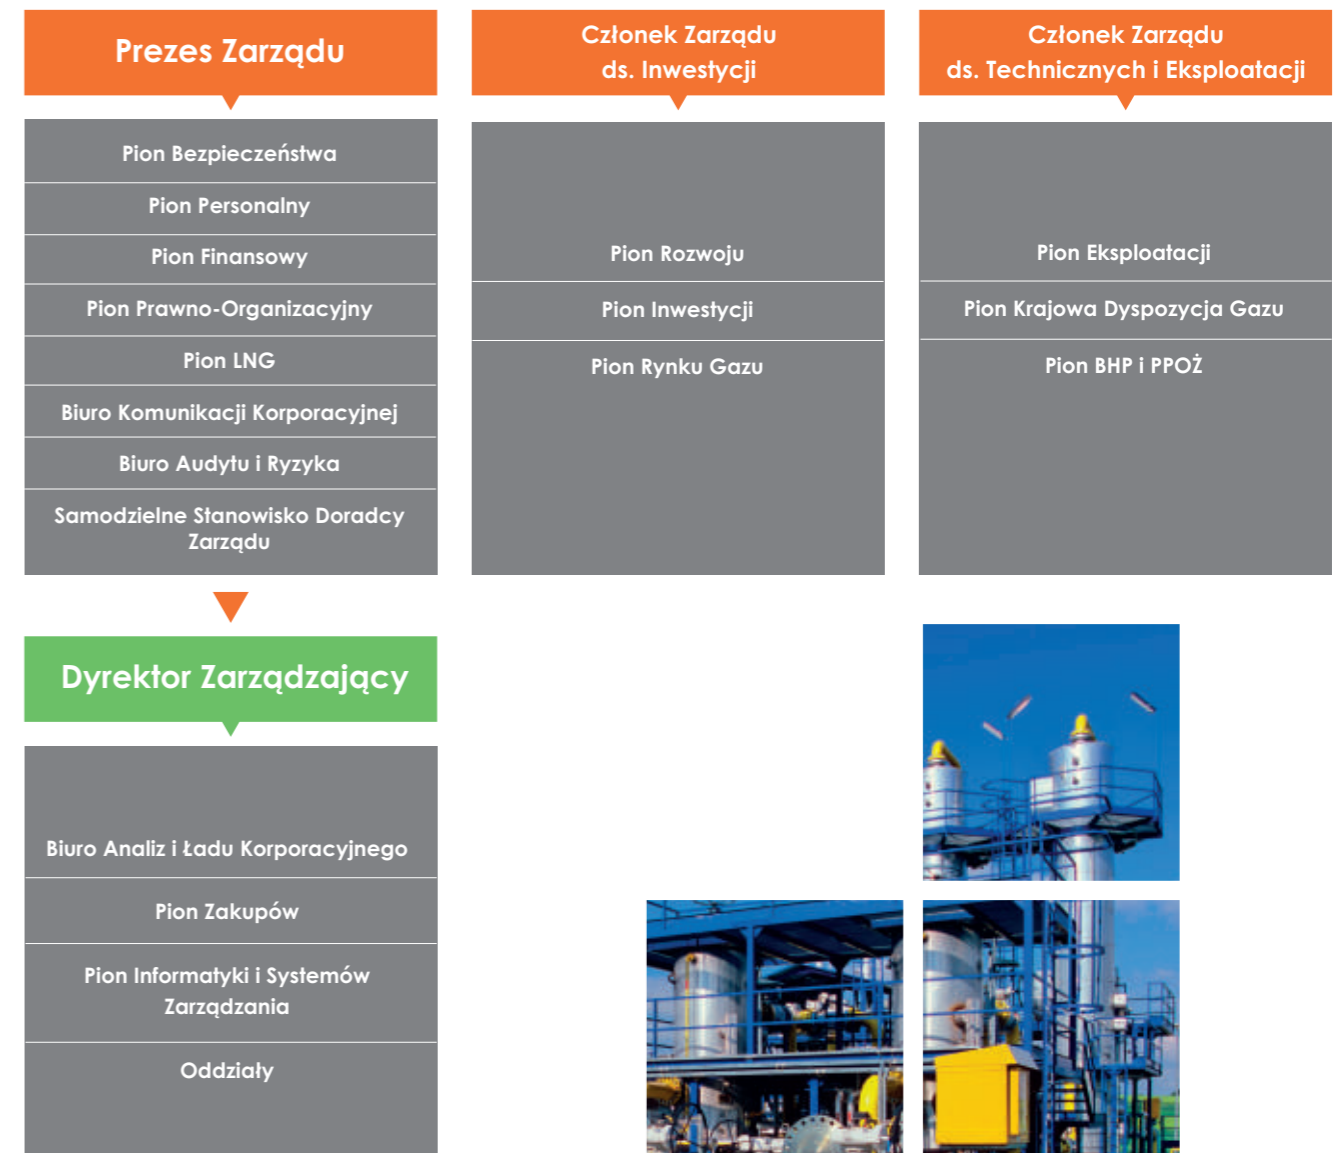 Prezes Zarządu
Pion Bezpieczeństwa
Pion Personalny
Pion Finansowy
Pion Prawno-Organizacyjny
Pion LNG
Biuro Komunikacji Korporacyjnej
Biuro Audytu i Ryzyka
Samodzielne Stanowisko Doradcy
Zarządu
Członek Zarządu
ds. Inwestycji
Pion Rozwoju
Pion Inwestycji
Pion Rynku Gazu
Członek Zarządu
ds. Technicznych i Eksploatacji
Pion Eksploatacji
Pion Krajowa Dyspozycja Gazu
Pion BHP i PPOŻ
Dyrektor Zarządzający
Biuro Analiz i Ładu Korporacyjnego
Pion Zakupów
Pion Informatyki i Systemów
Zarządzania
Oddziały